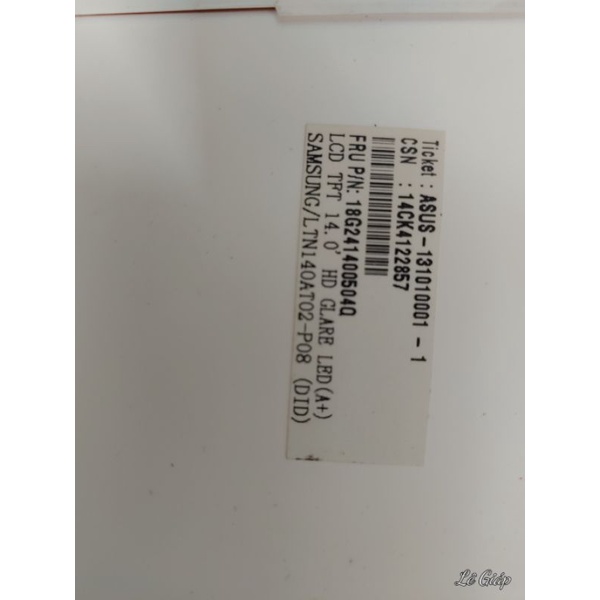 Ticket : ASUS-131010001 - 1
CSN : 14CK4122857
FRU P/N: 18G241400504Q
LCD TFT 14.0' HD GLARE LED(A+)
SAMSUNG/LTN140AT02-P08 (DID)
Lê Giáp